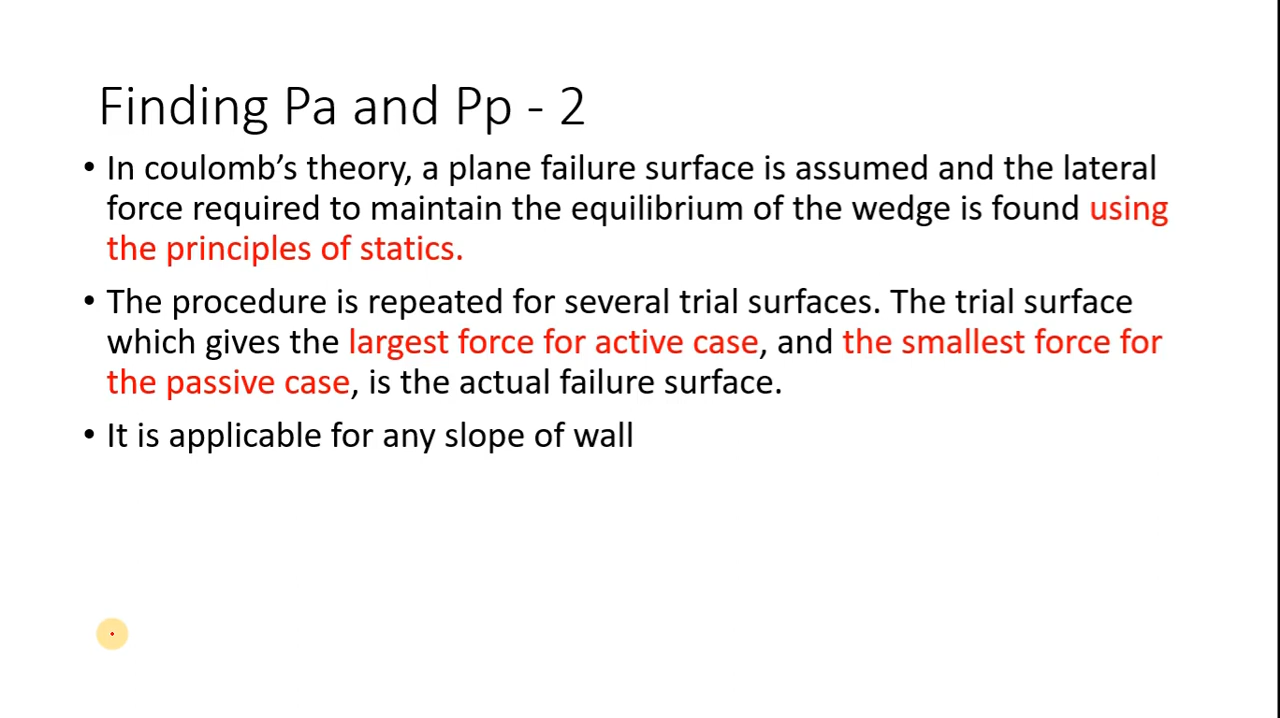 Finding Pa and Pp - 2
• In coulomb’s theory, a plane failure surface is assumed and the lateral
force required to maintain the equilibrium of the wedge is found using
the principles of statics.
• The procedure is repeated for several trial surfaces. The trial surface
which gives the largest force for active case, and the smallest force for
the passive case, is the actual failure surface.
• It is applicable for any slope of wall